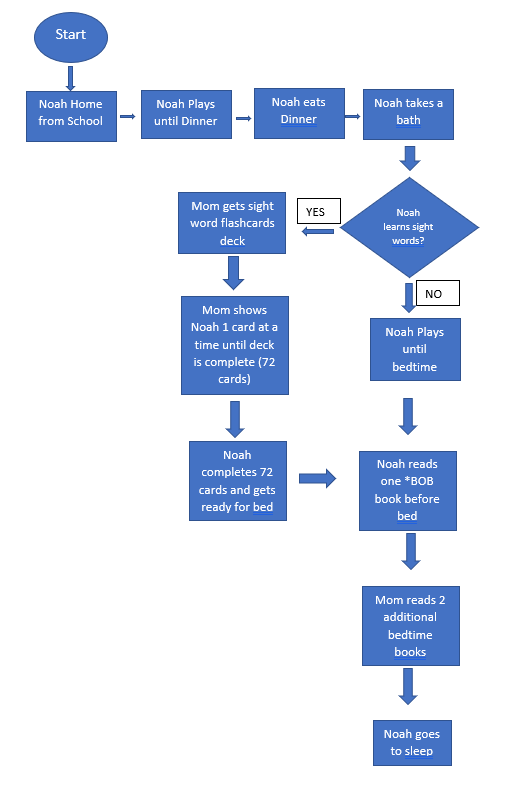 Start
Noah Home
from School
Noah Plays
until Dinner
Noah eats
Dinner
Noah takes a
bath
Noah
learns sight
words?
YES
Mom gets sight
word flashcards
deck
Mom shows
Noah 1 card at a
time until deck
is complete (72
cards)
Noah
completes 72
cards and gets
ready for bed
NO
Noah Plays
until
bedtime
Noah reads
one *BOB
book before
bed
Mom reads 2
additional
bedtime
books
Noah goes
to sleep